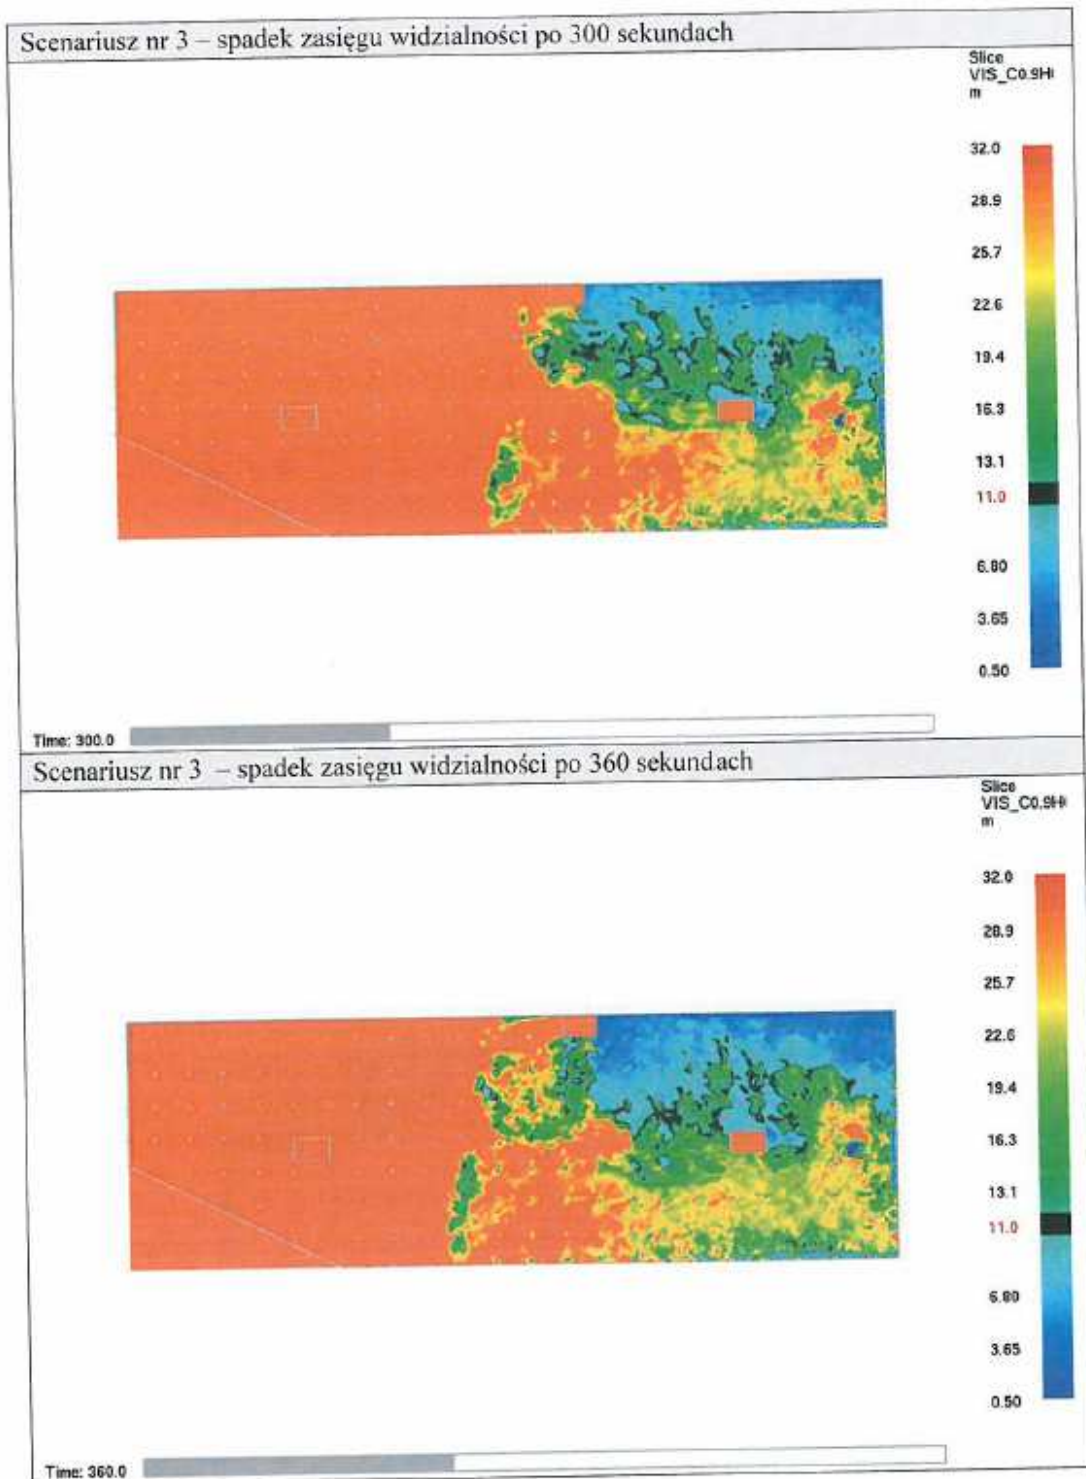 Scenariusz nr 3 – spadek zasięgu widzialności po 300 sekundach
Slice
VIS_C0.9H
m
32.0
28.9
25.7
22.6
19.4
16.3
13.1
11.0
6.80
3.65
0.50
Time: 300.0
Scenariusz nr 3 – spadek zasięgu widzialności po 360 sekundach
Slice
VIS_C0.9H
m
32.0
28.9
25.7
22.6
19.4
16.3
13.1
11.0
6.80
3.65
0.50
Time: 360.0